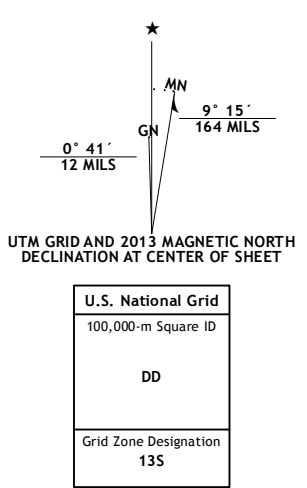 MN
9° 15´
164 MILS
GN
0° 41´
12 MILS
UTM GRID AND 2013 MAGNETIC NORTH
DECLINATION AT CENTER OF SHEET
U.S. National Grid
100,000-m Square ID
DD
Grid Zone Designation
13S